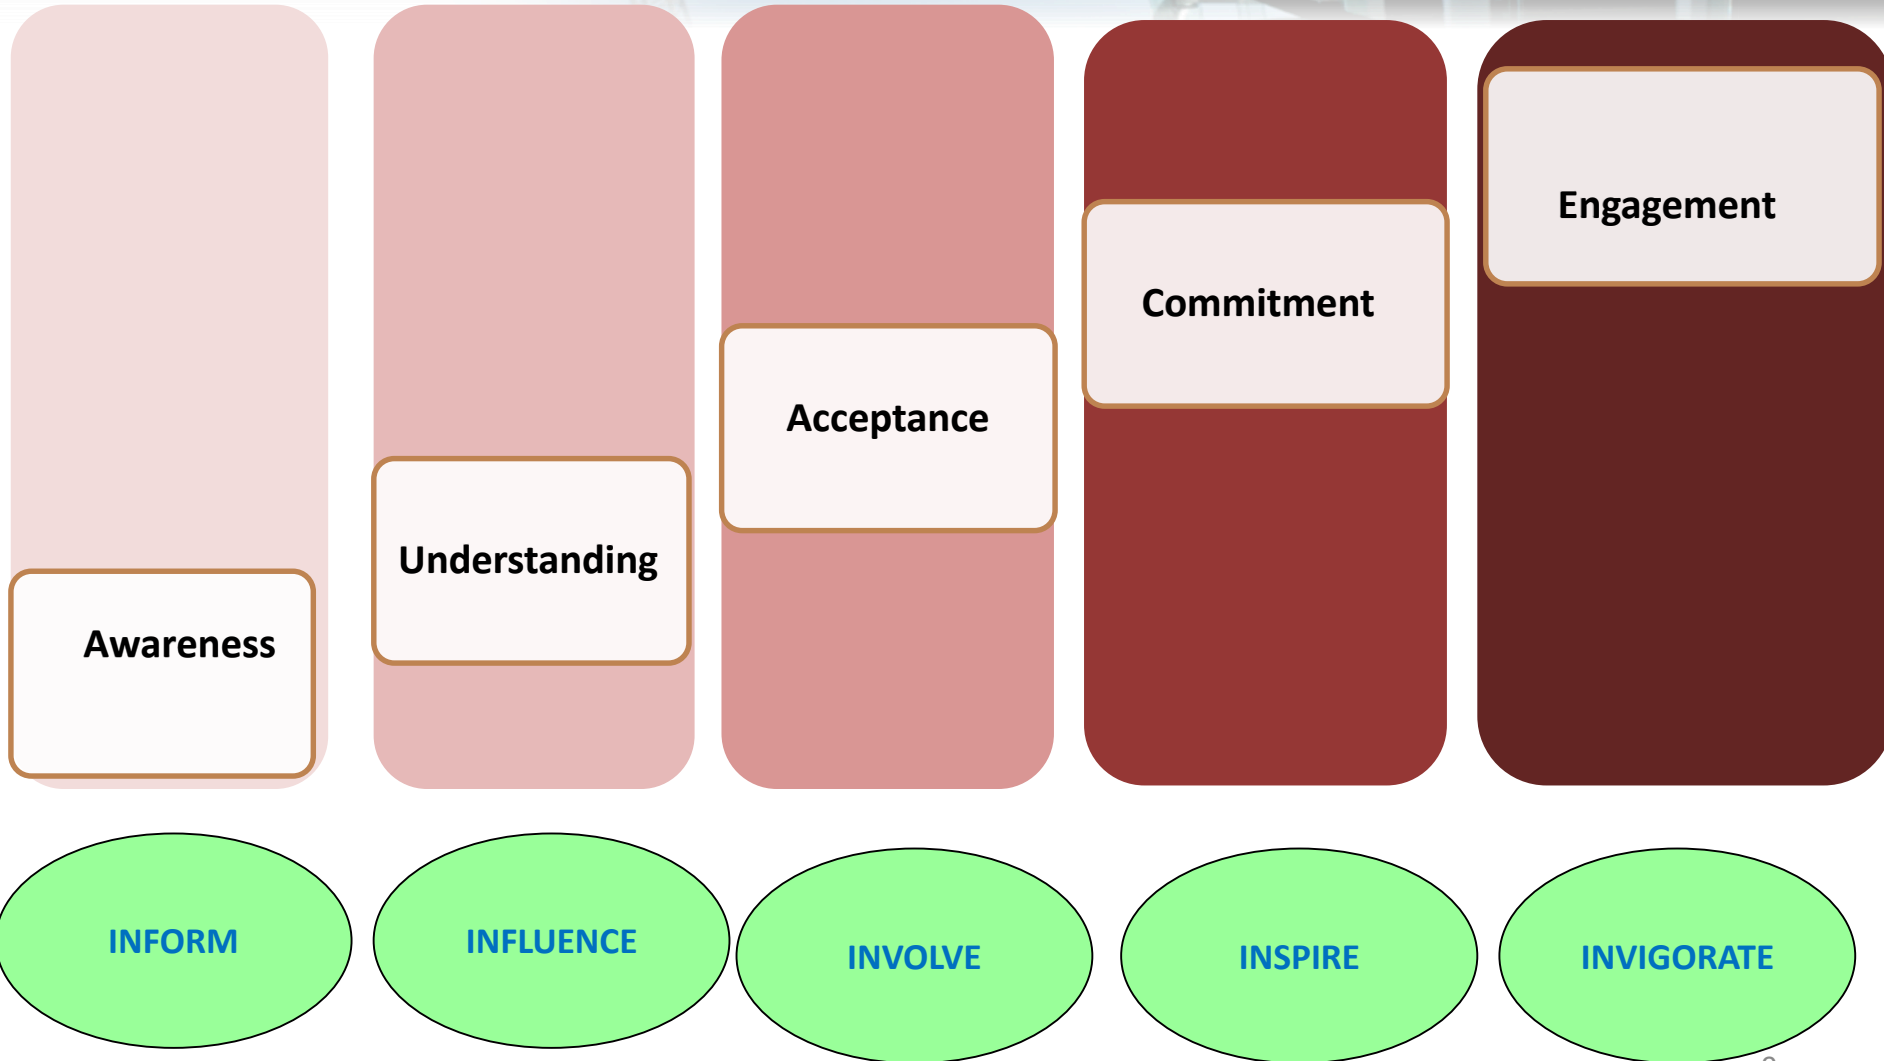 Awareness
Understanding
Acceptance
Commitment
Engagement
INFORM
INFLUENCE
INVOLVE
INSPIRE
INVIGORATE